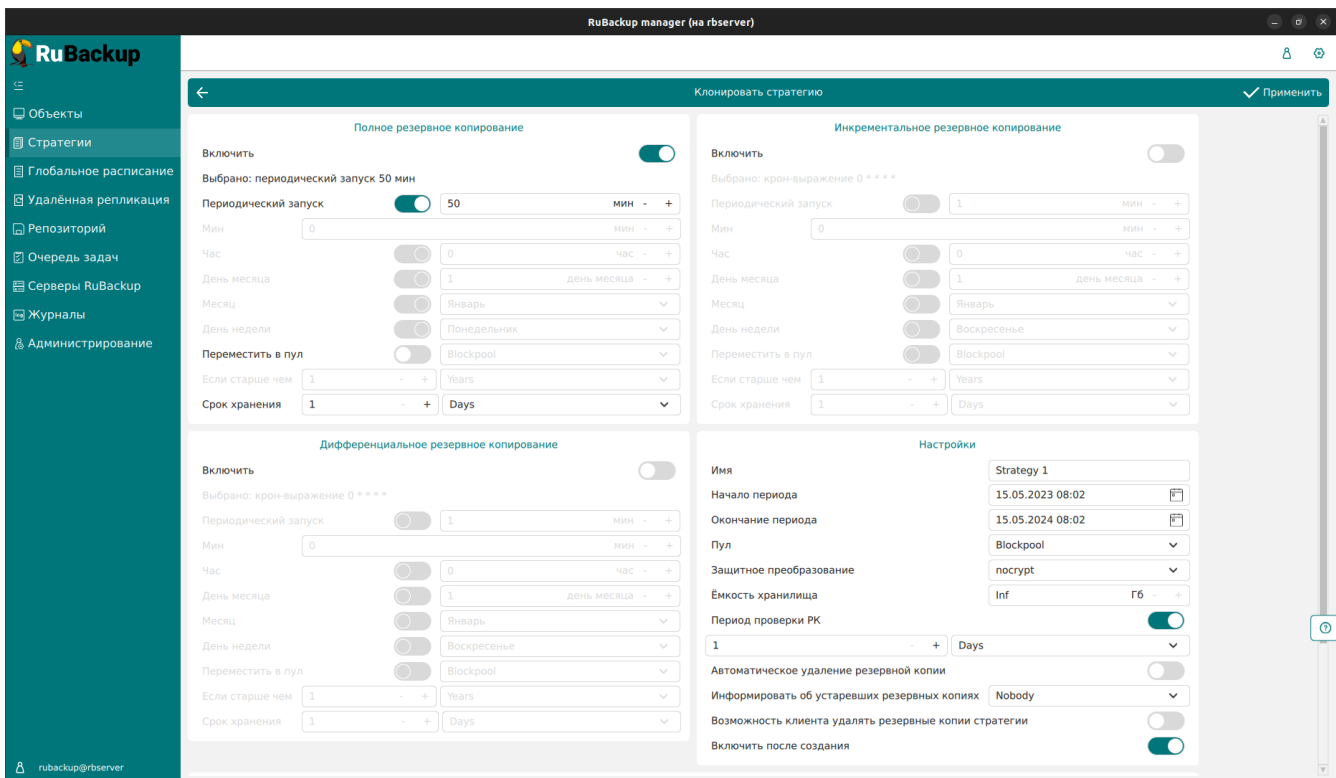 RuBackup manager (на rbserver)
RuBackup
Объекты
Стратегии
Глобальное расписание
Удалённая репликация
Репозиторий
Очередь задач
Серверы RuBackup
Журналы
Администрирование
rubackup@rbserver
Клонировать стратегию
Применить
Полное резервное копирование
Включить
Выбрано: периодический запуск 50 мин
Периодический запуск 50 мин - +
Мин 0 мин - +
Час 0 час - +
День месяца 1 день месяца - +
Месяц Январь
День недели Понедельник
Переместить в пул Blockpool
Если старше чем 1 - + Years
Срок хранения 1 - + Days
Инкрементальное резервное копирование
Включить
Выбрано: крон-выражение 0 * * * *
Периодический запуск 1 мин - +
Мин 0 мин - +
Час 0 час - +
День месяца 1 день месяца - +
Месяц Январь
День недели Воскресенье
Переместить в пул Blockpool
Если старше чем 1 - + Years
Срок хранения 1 - + Days
Дифференциальное резервное копирование
Включить
Выбрано: крон-выражение 0 * * * *
Периодический запуск 1 мин - +
Мин 0 мин - +
Час 0 час - +
День месяца 1 день месяца - +
Месяц Январь
День недели Воскресенье
Переместить в пул Blockpool
Если старше чем 1 - + Years
Срок хранения 1 - + Days
Настройки
Имя Strategy 1
Начало периода 15.05.2023 08:02
Окончание периода 15.05.2024 08:02
Пул Blockpool
Защитное преобразование nocrypt
Ёмкость хранилища Inf Гб - +
Период проверки РК
1 - + Days
Автоматическое удаление резервной копии
Информировать об устаревших резервных копиях Nobody
Возможность клиента удалять резервные копии стратегии
Включить после создания